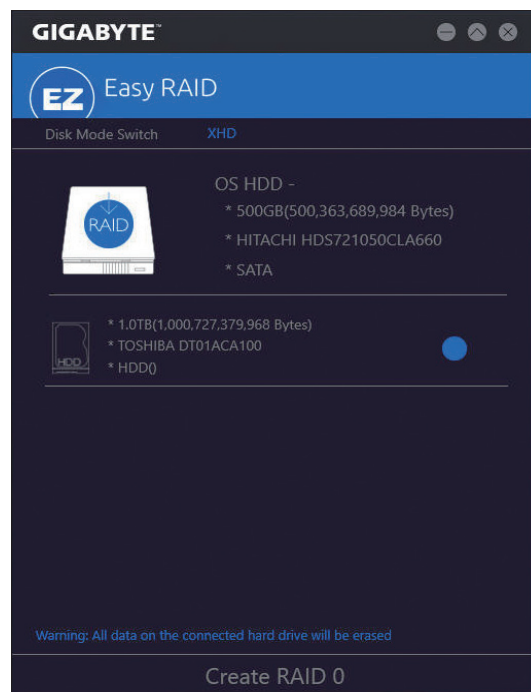 GIGABYTE™
EZ Easy RAID
Disk Mode Switch XHD
OS HDD -
* 500GB(500,363,689,984 Bytes)
RAID
* HITACHI HDS721050CLA660
* SATA
* 1.0TB(1,000,727,379,968 Bytes)
* TOSHIBA DT01ACA100
HDD
* HDD()
Warning: All data on the connected hard drive will be erased
Create RAID 0